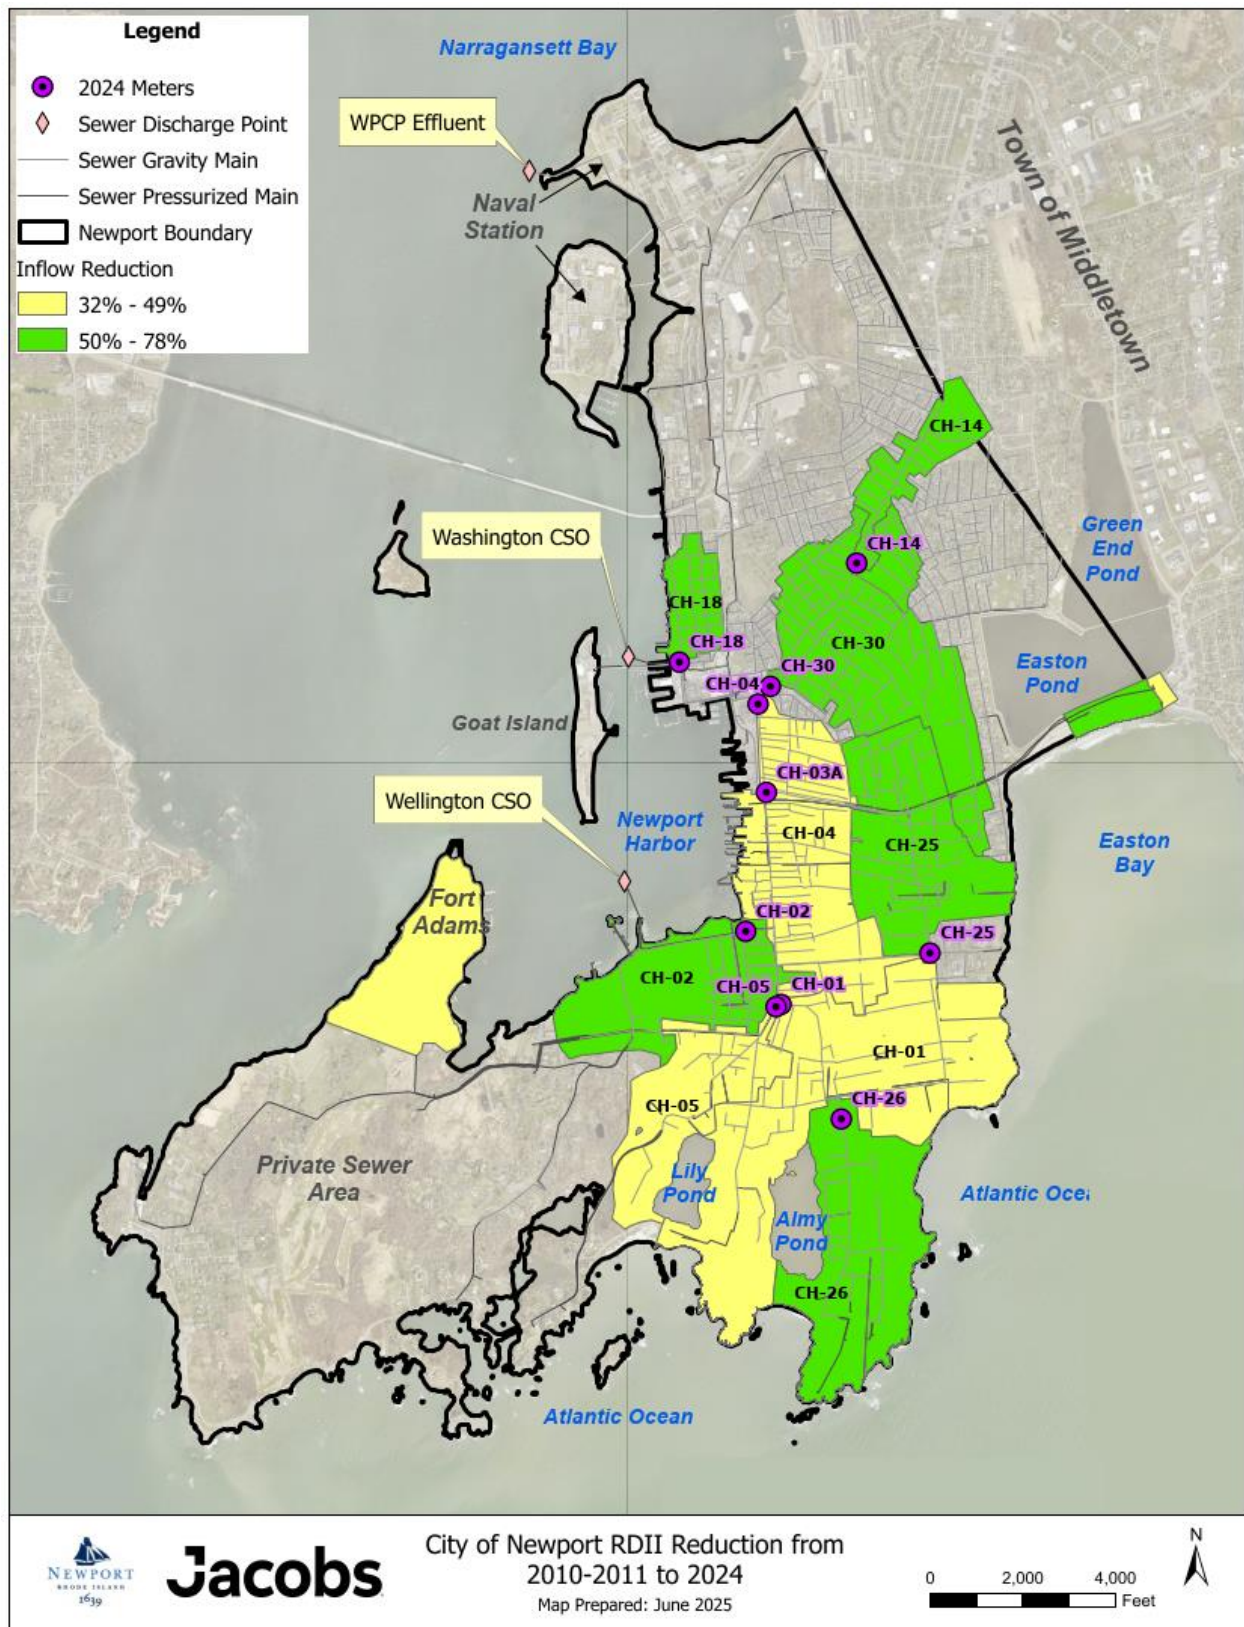 Legend
2024 Meters
Sewer Discharge Point
Sewer Gravity Main
Sewer Pressurized Main
Newport Boundary
Inflow Reduction
32% - 49%
50% - 78%
Narragansett Bay
WPCP Effluent
Town of Middletown
Naval
Station
CH-14
Green
End
Pond
Washington CSO
CH-14
CH-18
CH-30
CH-18
CH-30
Easton
Pond
CH-04
Goat Island
CH-03A
Wellington CSO
Newport
Harbor
CH-04
CH-25
Easton
Bay
Fort
Adams
CH-02
CH-25
CH-02
CH-05
CH-01
CH-01
CH-05
CH-26
Private Sewer
Area
Lily
Pond
Atlantic Ocea
Almy
Pond
CH-26
Atlantic Ocean
NEWPORT
RHODE ISLAND
1639
Jacobs
City of Newport RDII Reduction from
2010-2011 to 2024
Map Prepared: June 2025
N
0 2,000 4,000
Feet